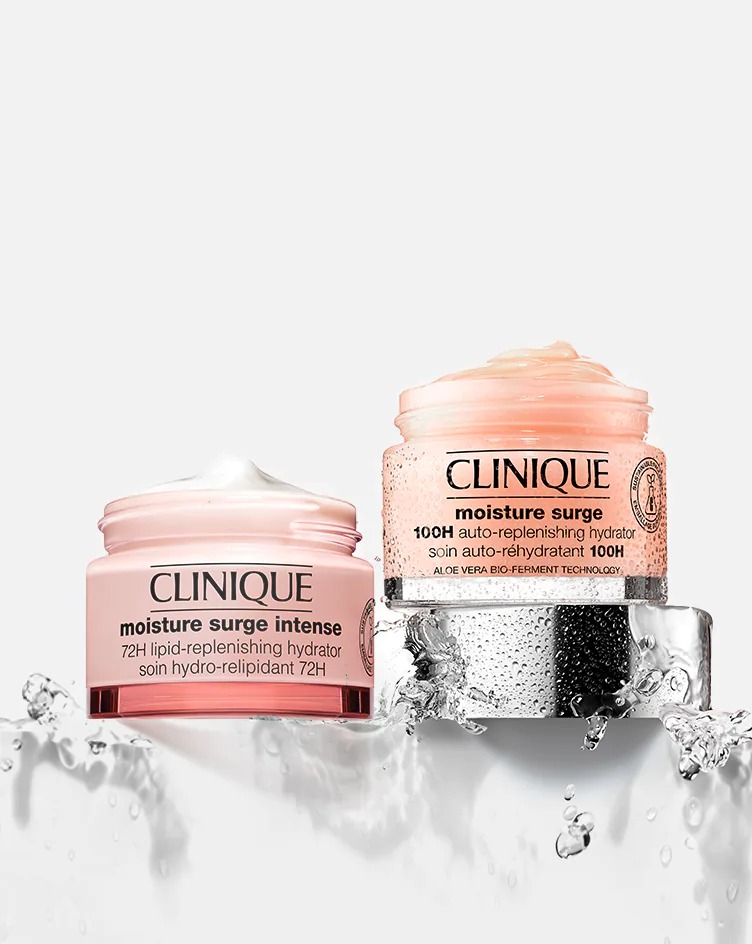 CLINIQUE
moisture surge
100H auto-replenishing hydrator
soin auto-réhydratant 100H
ALOE VERA BIO-FERMENT TECHNOLOGY
CLINIQUE
moisture surge intense
72H lipid-replenishing hydrator
soin hydro-relipidant 72H